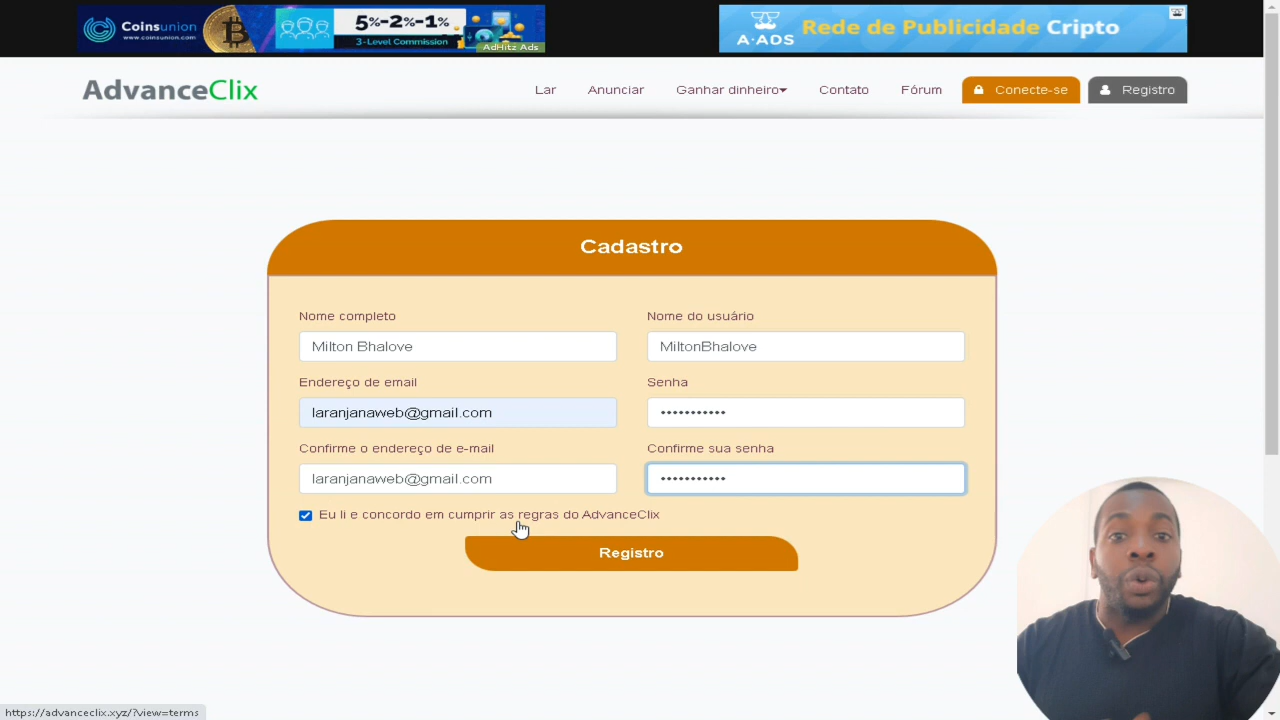 Coinsunion
www.coinsunion.com
5%-2%-1%
3-Level Commission
AdHitz Ads
A-ADS
Rede de Publicidade Cripto
AdvanceClix
Lar
Anunciar
Ganhar dinheiro
Contato
Fórum
Conecte-se
Registro
Cadastro
Nome completo
Nome do usuário
Milton Bhalove
MiltonBhalove
Endereço de email
Senha
laranjanaweb@gmail.com
•••••••••••
Confirme o endereço de e-mail
Confirme sua senha
laranjanaweb@gmail.com
•••••••••••
Eu li e concordo em cumprir as regras do AdvanceClix
Registro
https://advanceclix.xyz/?view=terms